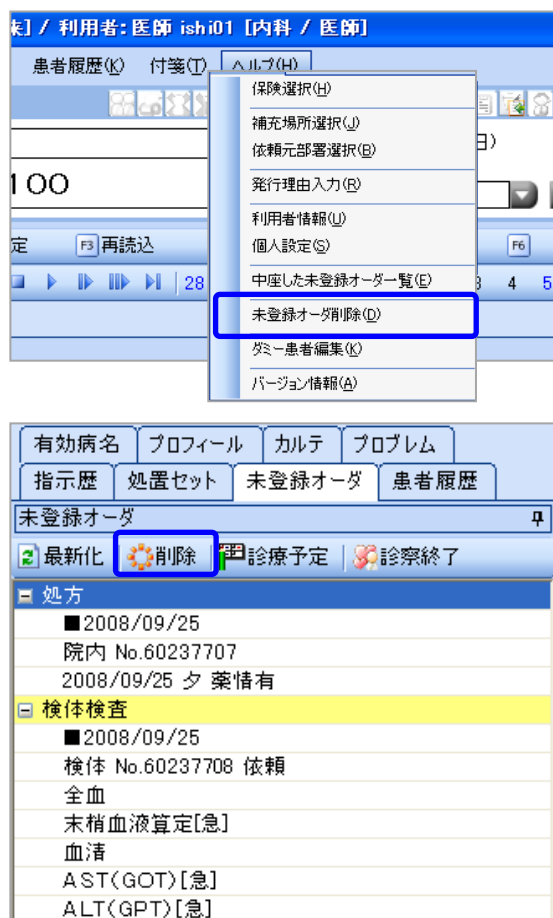 来] / 利用者: 医師 ishi01 [内科 / 医師]
患者履歴(K) 付箋(T) ヘルプ(H)
保険選択(H)
補充場所選択(J)
依頼元部署選択(B)
日)
発行理由入力(R)
100
利用者情報(U)
定 F3 再読込
個人設定(S)
F6
中座した未登録オーダ一覧(E)
28
3 4 5
未登録オーダ削除(D)
ダミー患者編集(K)
バージョン情報(A)
有効病名 プロフィール カルテ プロブレム
指示歴 処置セット 未登録オーダ 患者履歴
未登録オーダ
最新化 削除 診療予定 診察終了
処方
■2008/09/25
院内 No.60237707
2008/09/25 夕 薬情有
検体検査
■2008/09/25
検体 No.60237708 依頼
全血
末梢血液算定[急]
血清
AST(GOT)[急]
ALT(GPT)[急]